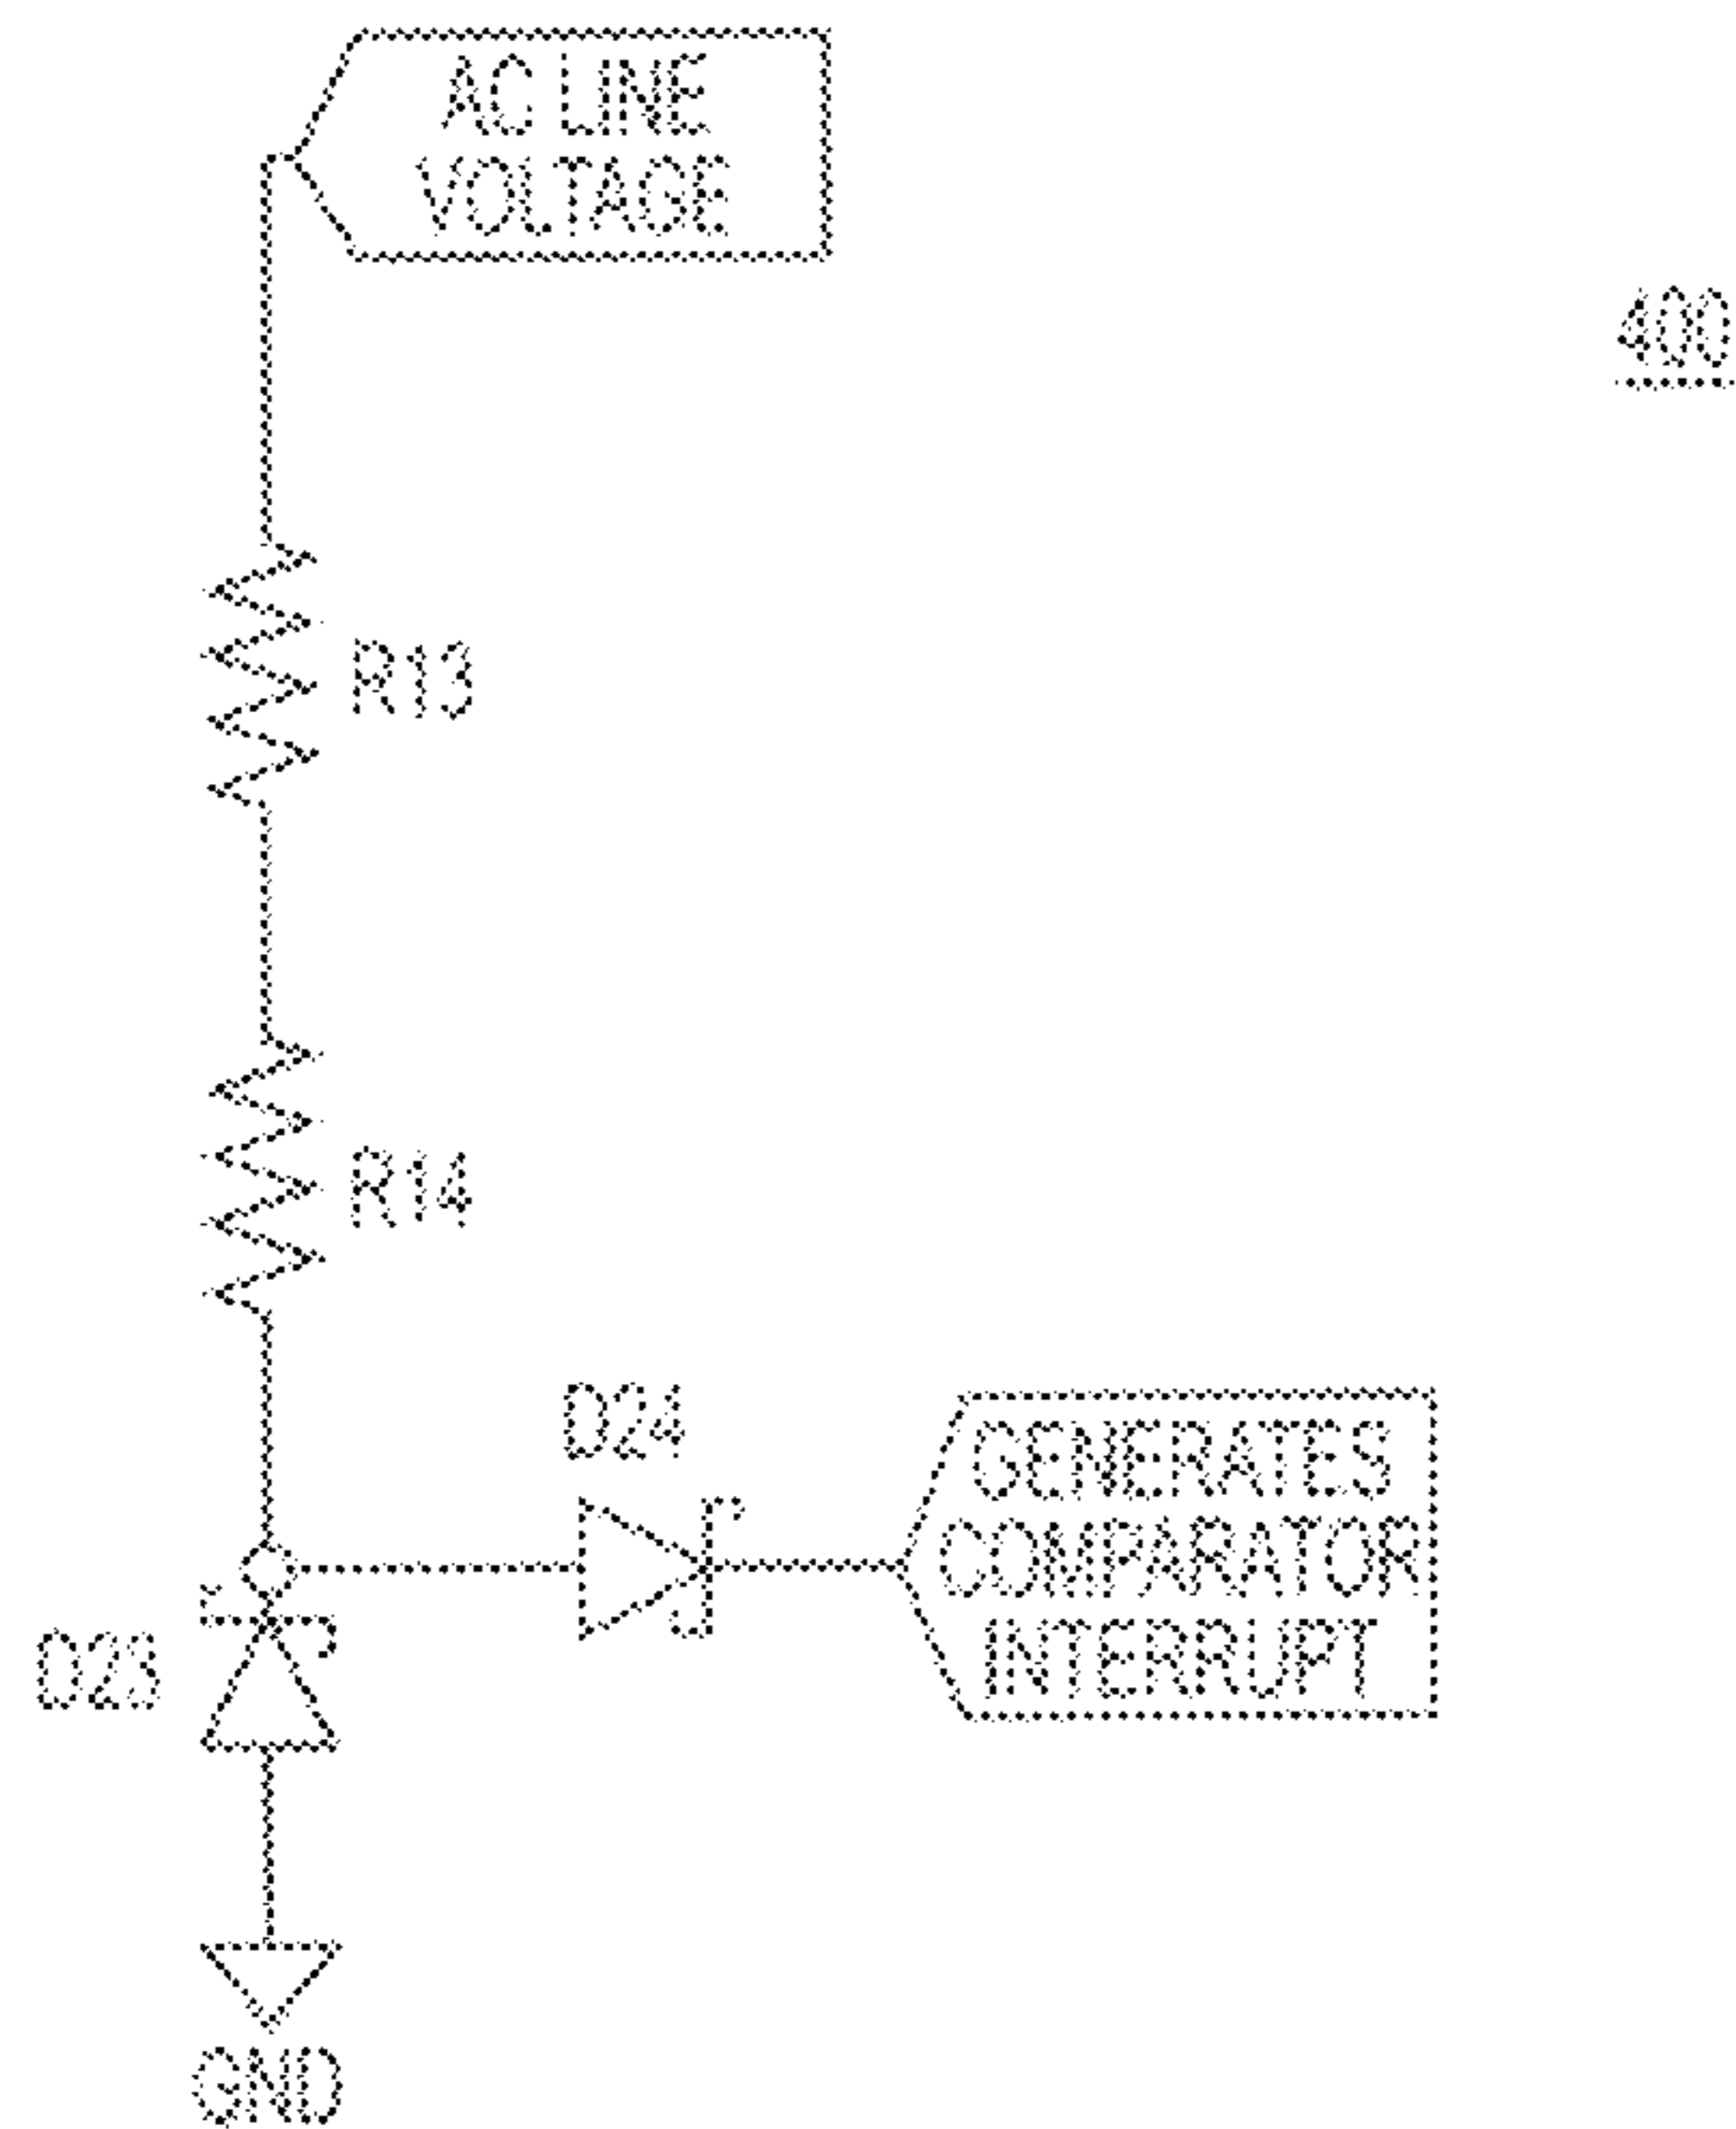 AC LINE
VOLTAGE
400
R13
R14
D24
GENERATES
COMPARATOR
INTERRUPT
D23
GND